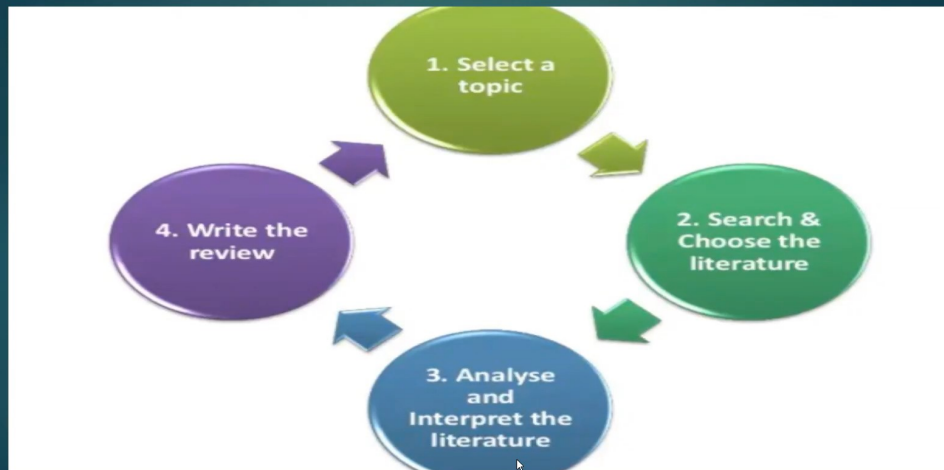 1. Select a
topic
2. Search &
Choose the
literature
3. Analyse
and
Interpret the
literature
4. Write the
review